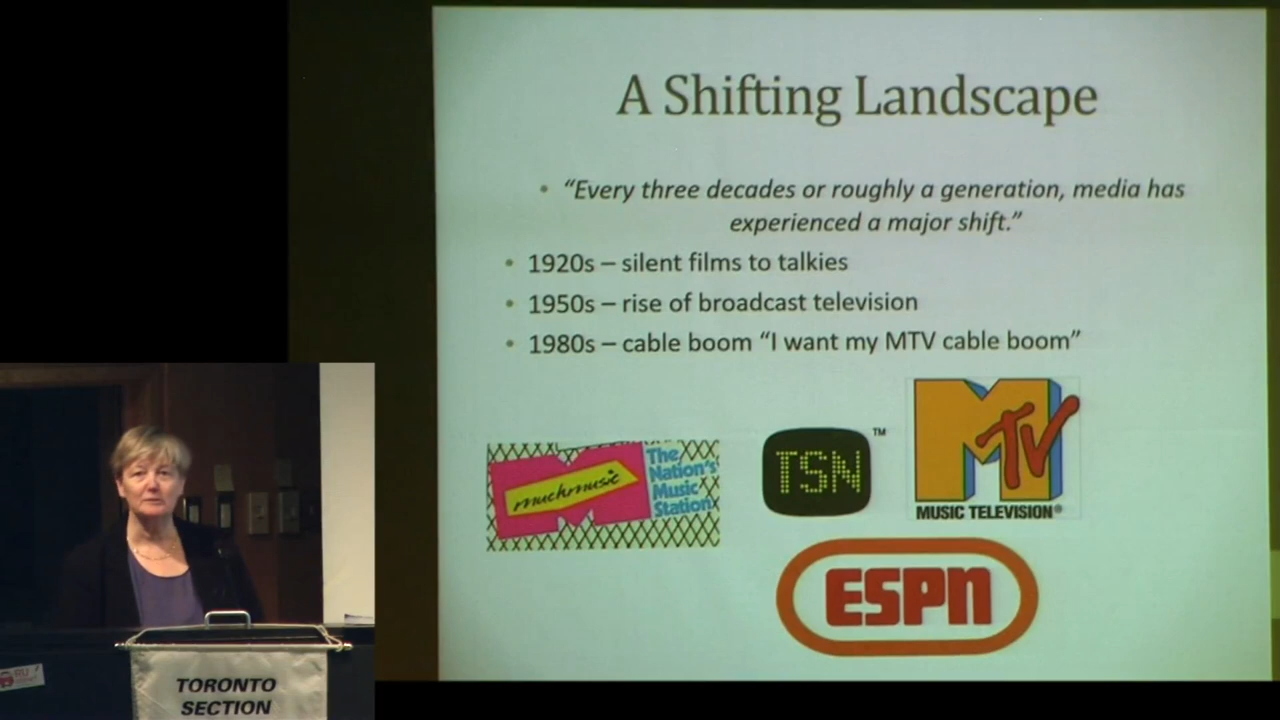 A Shifting Landscape
• “Every three decades or roughly a generation, media has
experienced a major shift.”
• 1920s – silent films to talkies
• 1950s – rise of broadcast television
• 1980s – cable boom “I want my MTV cable boom”
muchmusic
The
Nation's
Music
Station
TSN ™
MTV
MUSIC TELEVISION®
ESPN
RU
TORONTO
SECTION